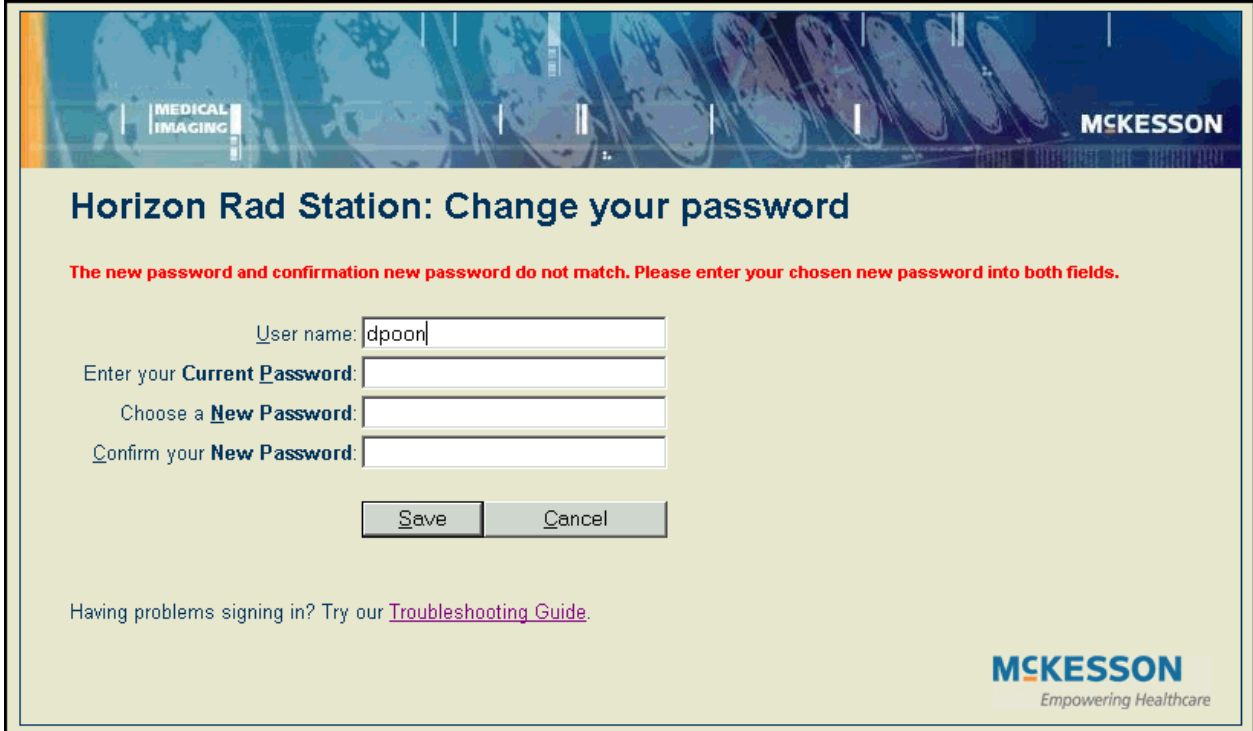 MEDICAL
IMAGING
MCKESSON
Horizon Rad Station: Change your password
The new password and confirmation new password do not match. Please enter your chosen new password into both fields.
User name: dpoon
Enter your Current Password:
Choose a New Password:
Confirm your New Password:
Save Cancel
Having problems signing in? Try our Troubleshooting Guide.
MCKESSON
Empowering Healthcare